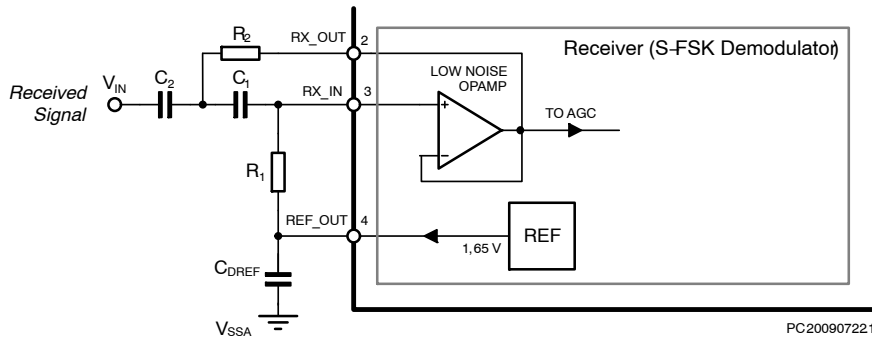 R2
RX_OUT
2
Receiver (S-FSK Demodulator)
Received
Signal
VIN
C2
C1
RX_IN
3
LOW NOISE
OPAMP
+
−
TO AGC
R1
REF_OUT
4
1,65 V
REF
CDREF
VSSA
PC20090722.1